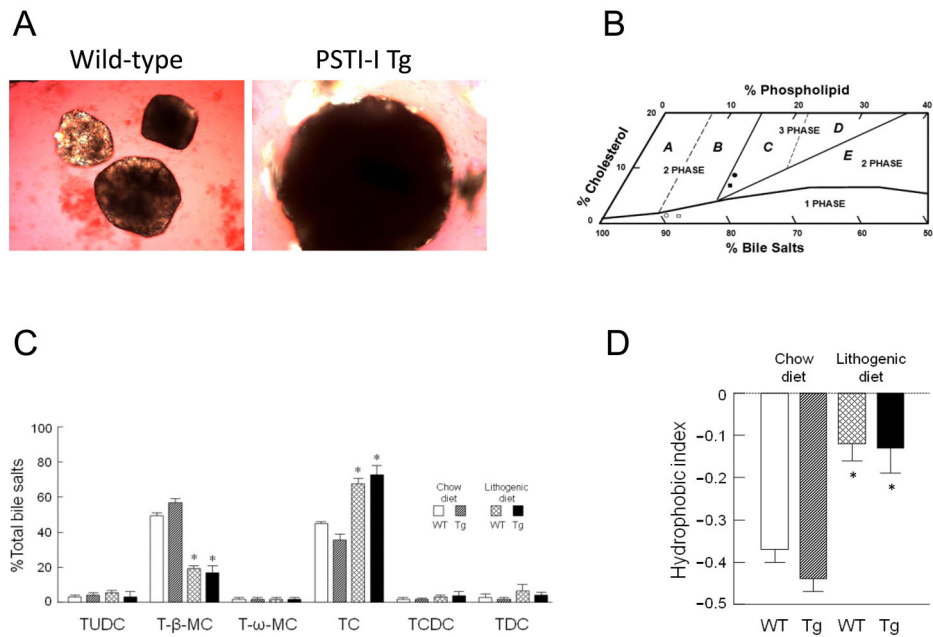 A
Wild-type PSTI-I Tg
B
% Phospholipid
0 10 20 30 40
20
10
0
% Cholesterol
A
2 PHASE
B
C
3 PHASE
D
E
2 PHASE
1 PHASE
100 90 80 70 60 50
% Bile Salts
C
%Total bile salts
100
80
60
40
20
0
* * * *
Chow diet Lithogenic diet
WT Tg WT Tg
TUDC T-β-MC T-ω-MC TC TCDC TDC
D
Chow diet Lithogenic diet
Hydrophobic index
0
−0.1
−0.2
−0.3
−0.4
−0.5
* *
WT Tg WT Tg